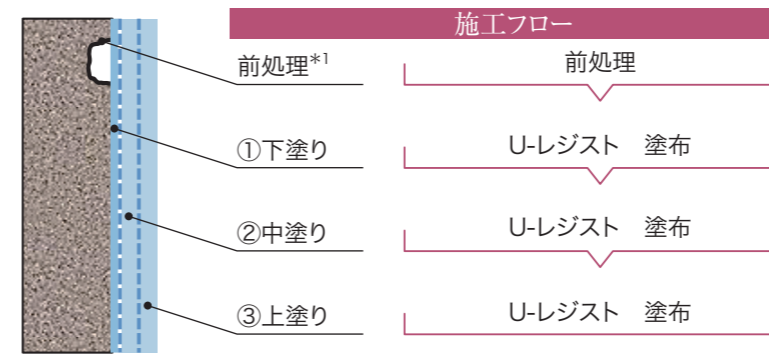 施工フロー
前処理*1
前処理
①下塗り
U-レジスト　塗布
②中塗り
U-レジスト　塗布
③上塗り
U-レジスト　塗布